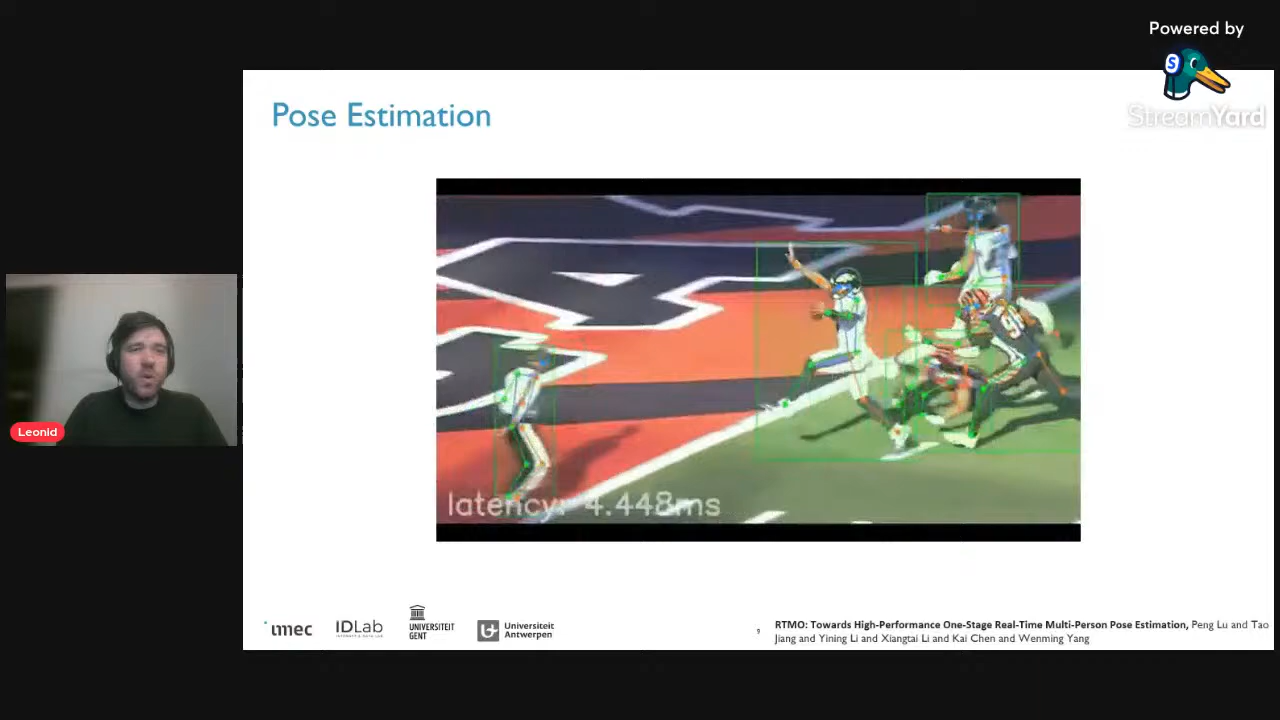 Powered by
StreamYard
Pose Estimation
latency: 4.448ms
Leonid
imec
IDLab
UNIVERSITEIT
GENT
Universiteit
Antwerpen
9
RTMO: Towards High-Performance One-Stage Real-Time Multi-Person Pose Estimation, Peng Lu and Tao
Jiang and Yining Li and Xiangtai Li and Kai Chen and Wenming Yang